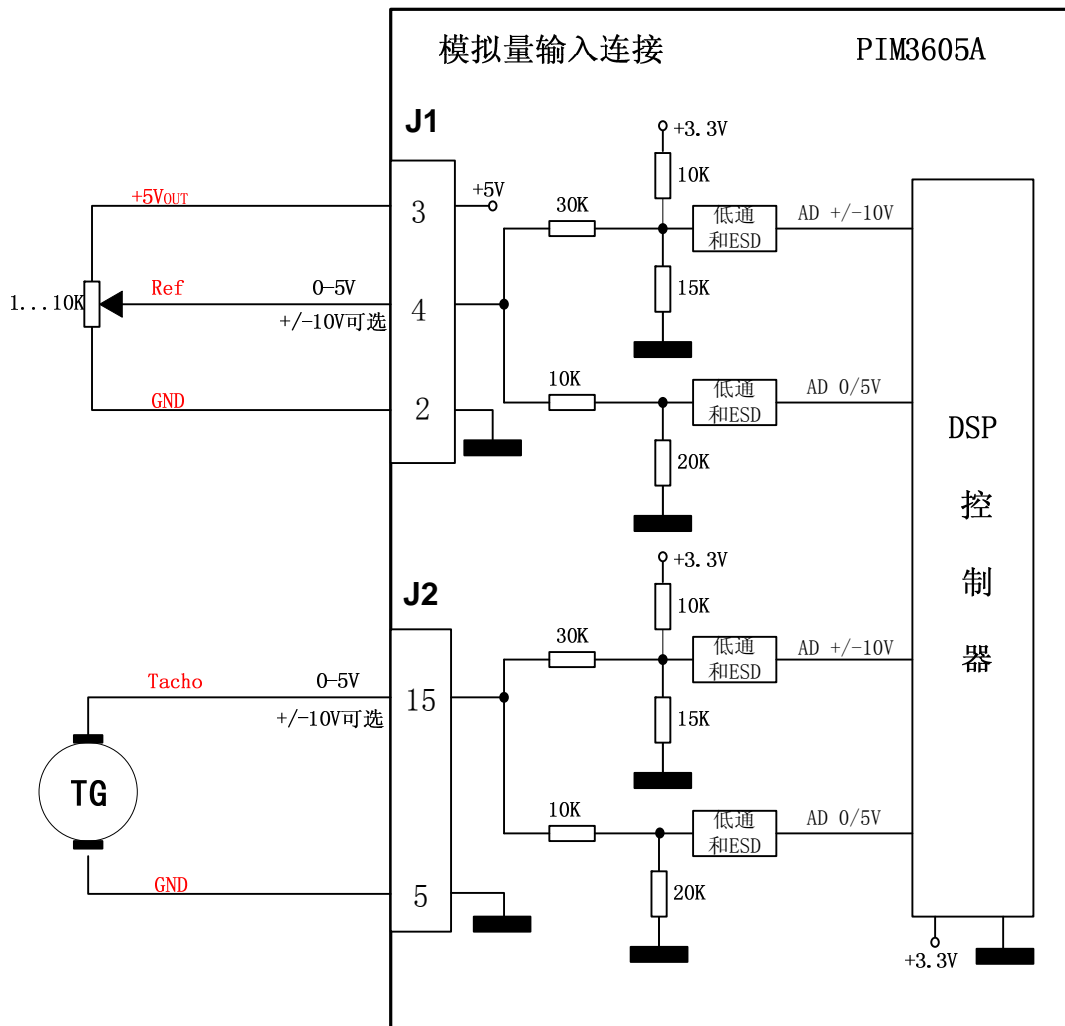 模拟量输入连接
PIM3605A
J1
+3.3V
+5VOUT
3
+5V
10K
30K
低通
和ESD
AD +/-10V
1...10K
Ref
0-5V
+/-10V可选
4
15K
GND
2
10K
低通
和ESD
AD 0/5V
20K
DSP
控
制
器
J2
+3.3V
10K
30K
低通
和ESD
AD +/-10V
Tacho
0-5V
+/-10V可选
15
15K
TG
10K
低通
和ESD
AD 0/5V
GND
5
20K
+3.3V